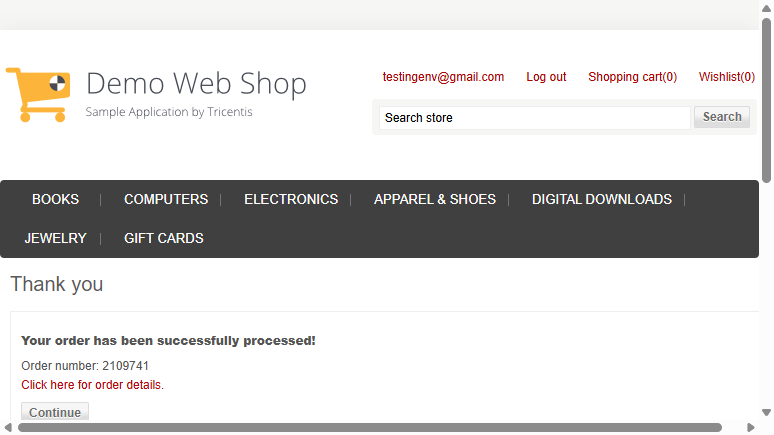 Demo Web Shop
Sample Application by Tricentis
testingenv@gmail.com Log out Shopping cart(0) Wishlist(0)
Search store Search
BOOKS | COMPUTERS | ELECTRONICS | APPAREL & SHOES | DIGITAL DOWNLOADS |
JEWELRY | GIFT CARDS
Thank you
Your order has been successfully processed!
Order number: 2109741
Click here for order details.
Continue